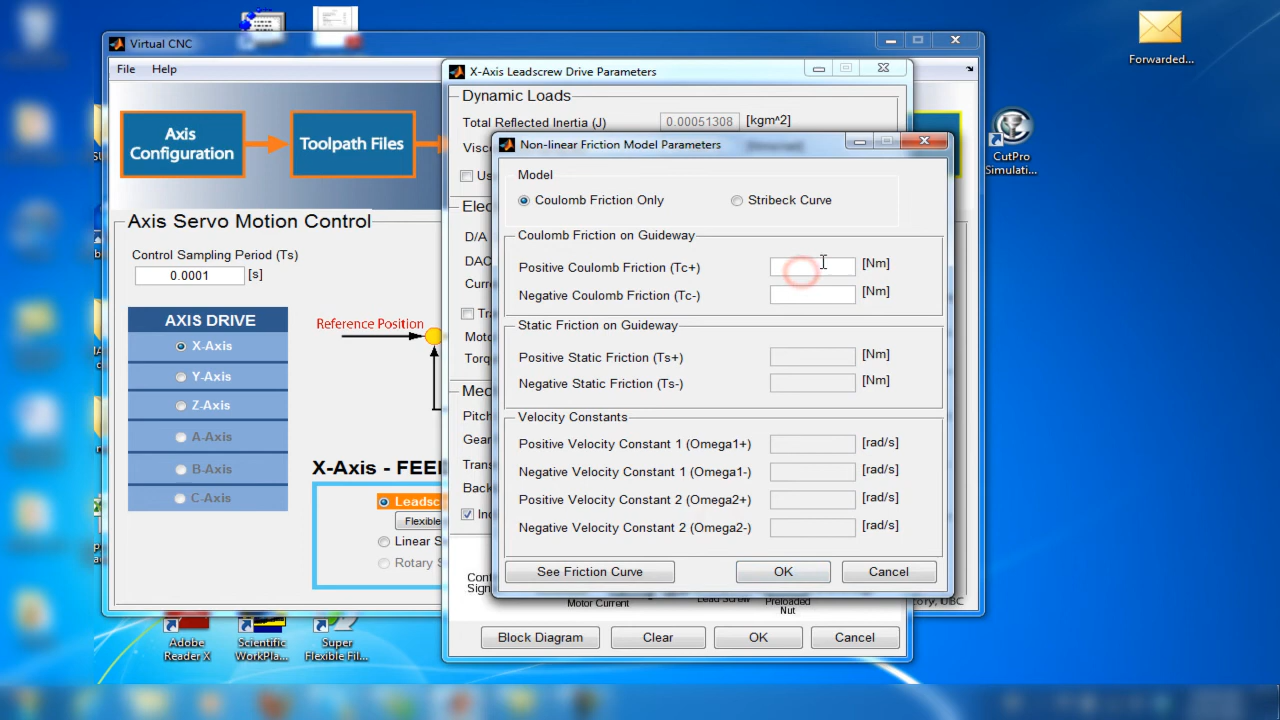 Forwarded...
Virtual CNC
File Help
Axis Configuration
Toolpath Files
CutPro
Simulati...
Axis Servo Motion Control
Control Sampling Period (Ts)
0.0001 [s]
AXIS DRIVE
X-Axis
Y-Axis
Z-Axis
A-Axis
B-Axis
C-Axis
Reference Position
X-Axis - FEE
Leadsc
Flexible
Linear S
Rotary S
X-Axis Leadscrew Drive Parameters
Dynamic Loads
Total Reflected Inertia (J) 0.00051308 [kgm^2]
Visc
Us
Elec
D/A
DAC
Curre
Tra
Moto
Torq
Mec
Pitch
Gear
Trans
Back
Inc
Non-linear Friction Model Parameters
Model
Coulomb Friction Only Stribeck Curve
Coulomb Friction on Guideway
Positive Coulomb Friction (Tc+) [Nm]
Negative Coulomb Friction (Tc-) [Nm]
Static Friction on Guideway
Positive Static Friction (Ts+) [Nm]
Negative Static Friction (Ts-) [Nm]
Velocity Constants
Positive Velocity Constant 1 (Omega1+) [rad/s]
Negative Velocity Constant 1 (Omega1-) [rad/s]
Positive Velocity Constant 2 (Omega2+) [rad/s]
Negative Velocity Constant 2 (Omega2-) [rad/s]
See Friction Curve OK Cancel
Cont
Sign
Motor Current
Lead Screw
Preloaded
Nut
tory, UBC
Block Diagram Clear OK Cancel
Adobe
Reader X
Scientific
WorkPla...
Super
Flexible Fil...